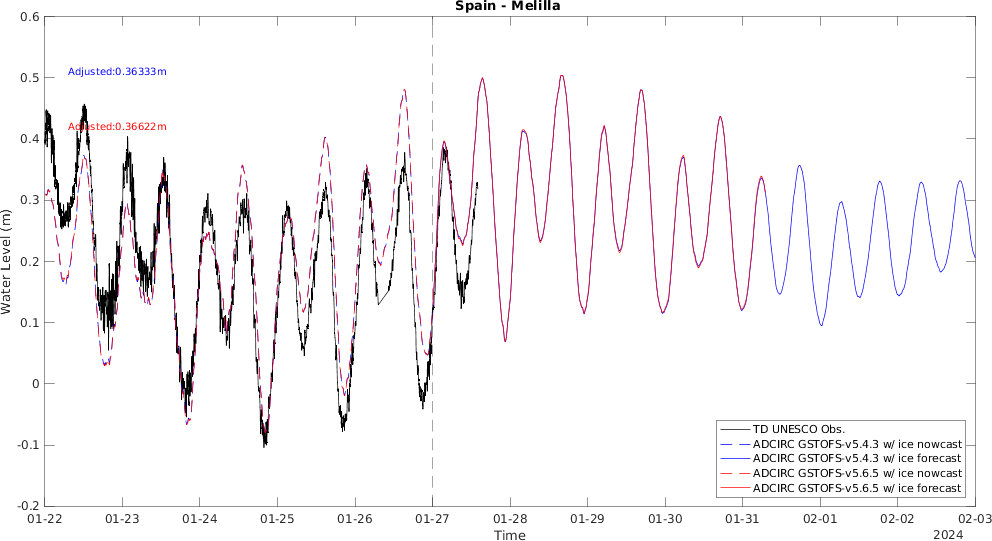 Spain - Melilla
0.6
0.5
0.4
0.3
0.2
0.1
0
-0.1
-0.2
Water Level (m)
Adjusted:0.36333m
Adjusted:0.36622m
TD UNESCO Obs.
ADCIRC GSTOFS-v5.4.3 w/ ice nowcast
ADCIRC GSTOFS-v5.4.3 w/ ice forecast
ADCIRC GSTOFS-v5.6.5 w/ ice nowcast
ADCIRC GSTOFS-v5.6.5 w/ ice forecast
01-22 01-23 01-24 01-25 01-26 01-27 01-28 01-29 01-30 01-31 02-01 02-02 02-03
Time
2024